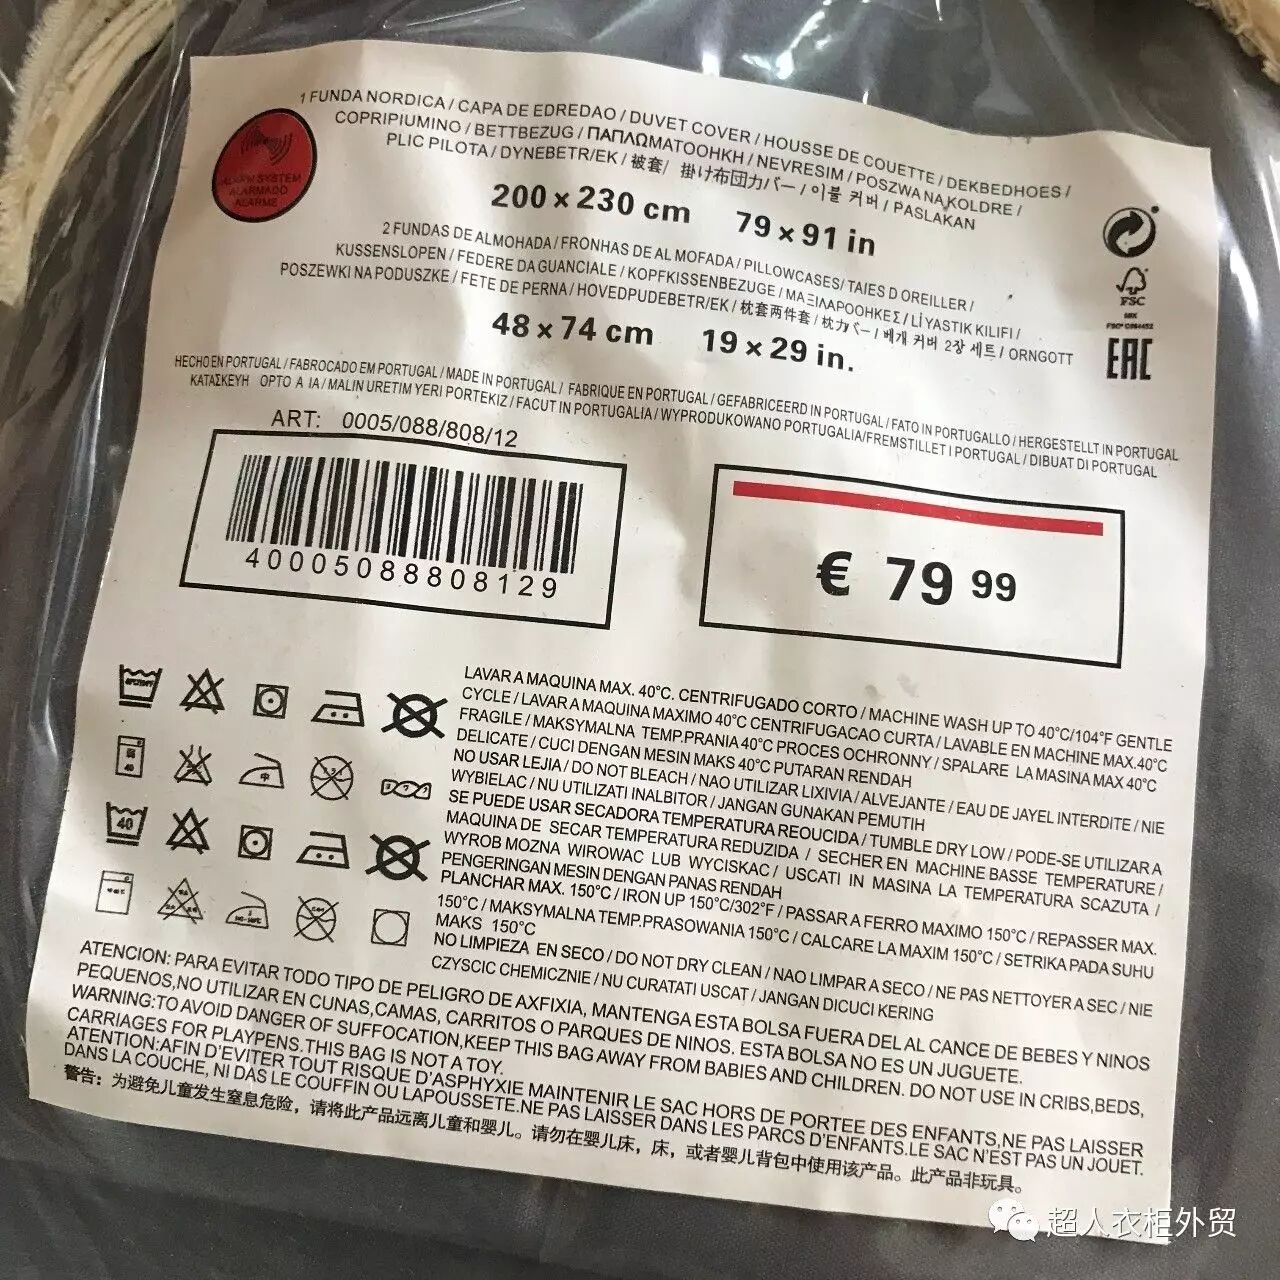 1 FUNDA NORDICA / CAPA DE EDREDAO / DUVET COVER / HOUSSE DE COUETTE / DEKBEDHOES /
COPRIPIUMINO / BETTBEZUG / ΠΑΠΛΩΜΑΤΟΘΗΚΗ / NEVRESIM / POSZWA NA KOLDRE /
PLIC PILOTA / DYNEBETR/EK / 被套/ 掛け布団カバー / 이불 커버 / PASLAKAN
200 × 230 cm 79 × 91 in
ALARM SYSTEM
ALARMADO
ALARME
2 FUNDAS DE ALMOHADA / FRONHAS DE AL MOFADA / PILLOWCASES/ TAIES D OREILLER /
KUSSENSLOPEN / FEDERE DA GUANCIALE / KOPFKISSENBEZUGE / ΜΑΞΙΛΑΡΟΟΗΚΕΣ / LİYASTIK KILIFI /
POSZEWKI NA PODUSZKE / FETE DE PERNA / HOVEDPUDEBETR/EK / 枕套两件套 / 枕カバー / 베개 커버 2장 세트 / ORNGOTT
48 × 74 cm 19 × 29 in.
FSC
MIX
EAC
HECHO EN PORTUGAL / FABROCADO EM PORTUGAL / MADE IN PORTUGAL / FABRIQUE EN PORTUGAL / GEFABRICEERD IN PORTUGAL / FATO IN PORTUGALLO / HERGESTELLT IN PORTUGAL
ΚΑΤΑΣΚΕΥΗ OPTO A IA / MALIN URETIM YERI PORTEKIZ / FACUT IN PORTUGALIA / WYPRODUKOWANO PORTUGALIA/FREMSTILLET I PORTUGAL / DIBUAT DI PORTUGAL
ART: 0005/088/808/12
40005088808129
€ 79 99
LAVAR A MAQUINA MAX. 40°C. CENTRIFUGADO CORTO / MACHINE WASH UP TO 40°C/104°F GENTLE
CYCLE / LAVAR A MAQUINA MAXIMO 40°C CENTRIFUGACAO CURTA / LAVABLE EN MACHINE MAX.40°C
FRAGILE / MAKSYMALNA TEMP.PRANIA 40°C PROCES OCHRONNY / SPALARE LA MASINA MAX 40°C
DELICATE / CUCI DENGAN MESIN MAKS 40°C PUTARAN RENDAH
NO USAR LEJIA / DO NOT BLEACH / NAO UTILIZAR LIXIVIA / ALVEJANTE / EAU DE JAYEL INTERDITE / NIE
WYBIELAC / NU UTILIZATI INALBITOR / JANGAN GUNAKAN PEMUTIH
SE PUEDE USAR SECADORA TEMPERATURA REOUCIDA / TUMBLE DRY LOW / PODE-SE UTILIZAR A
MAQUINA DE SECAR TEMPERATURA REDUZIDA / SECHER EN MACHINE BASSE TEMPERATURE /
WYROB MOZNA WIROWAC LUB WYCISKAC / USCATI IN MASINA LA TEMPERATURA SCAZUTA /
PENGERINGAN MESIN DENGAN PANAS RENDAH
PLANCHAR MAX. 150°C / IRON UP 150°C/302°F / PASSAR A FERRO MAXIMO 150°C / REPASSER MAX.
150°C / MAKSYMALNA TEMP.PRASOWANIA 150°C / CALCARE LA MAXIM 150°C / SETRIKA PADA SUHU
MAKS 150°C
NO LIMPIEZA EN SECO / DO NOT DRY CLEAN / NAO LIMPAR A SECO / NE PAS NETTOYER A SEC / NIE
CZYSCIC CHEMICZNIE / NU CURATATI USCAT / JANGAN DICUCI KERING
40
ATENCION: PARA EVITAR TODO TIPO DE PELIGRO DE AXFIXIA, MANTENGA ESTA BOLSA FUERA DEL AL CANCE DE BEBES Y NINOS
PEQUENOS,NO UTILIZAR EN CUNAS,CAMAS, CARRITOS O PARQUES DE NINOS. ESTA BOLSA NO ES UN JUGUETE.
WARNING:TO AVOID DANGER OF SUFFOCATION,KEEP THIS BAG AWAY FROM BABIES AND CHILDREN. DO NOT USE IN CRIBS,BEDS,
CARRIAGES FOR PLAYPENS.THIS BAG IS NOT A TOY.
ATENTION:AFIN D'EVITER TOUT RISQUE D'ASPHYXIE MAINTENIR LE SAC HORS DE PORTEE DES ENFANTS,NE PAS LAISSER
DANS LA COUCHE, NI DAS LE COUFFIN OU LAPOUSSETE.NE PAS LAISSER DANS LES PARCS D'ENFANTS.LE SAC N'EST PAS UN JOUET.
警告: 为避免儿童发生窒息危险，请将此产品远离儿童和婴儿。请勿在婴儿床，床，或者婴儿背包中使用该产品。此产品非玩具。
超人衣柜外贸